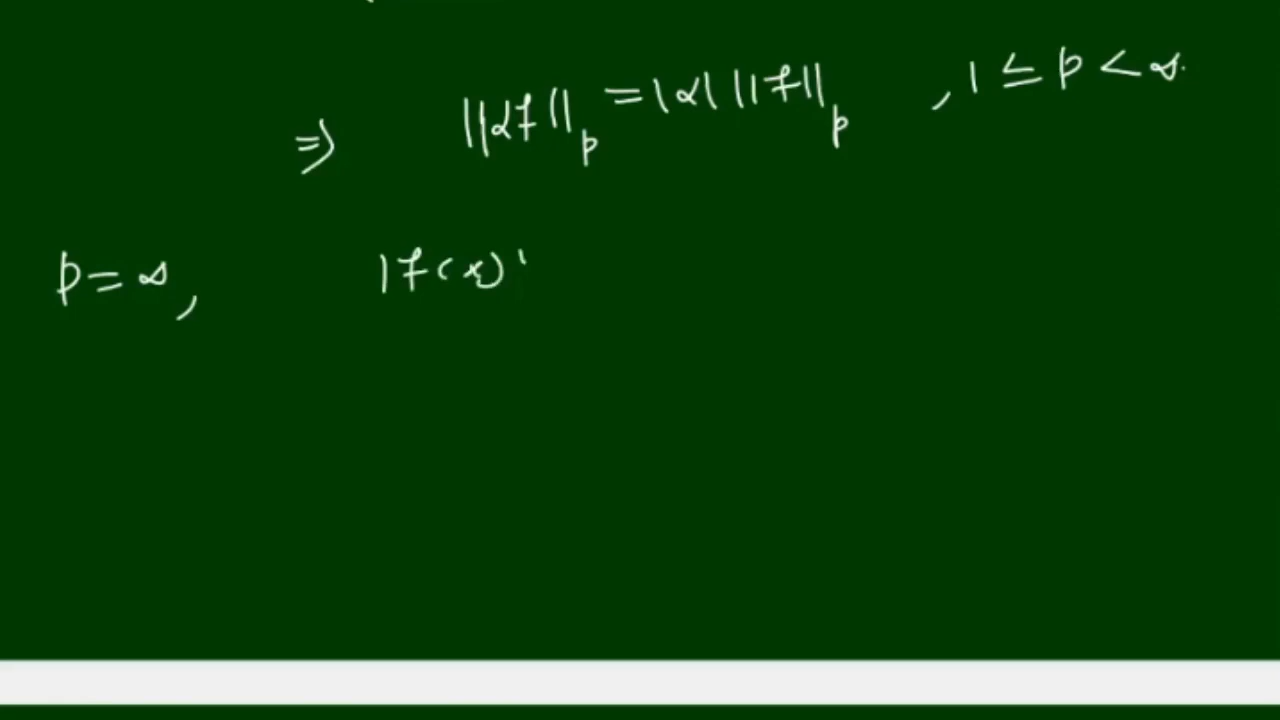 ⇒ ||αf||_p = |α| ||f||_p , 1 ≤ p < ∞.
p = ∞, |f(x)|